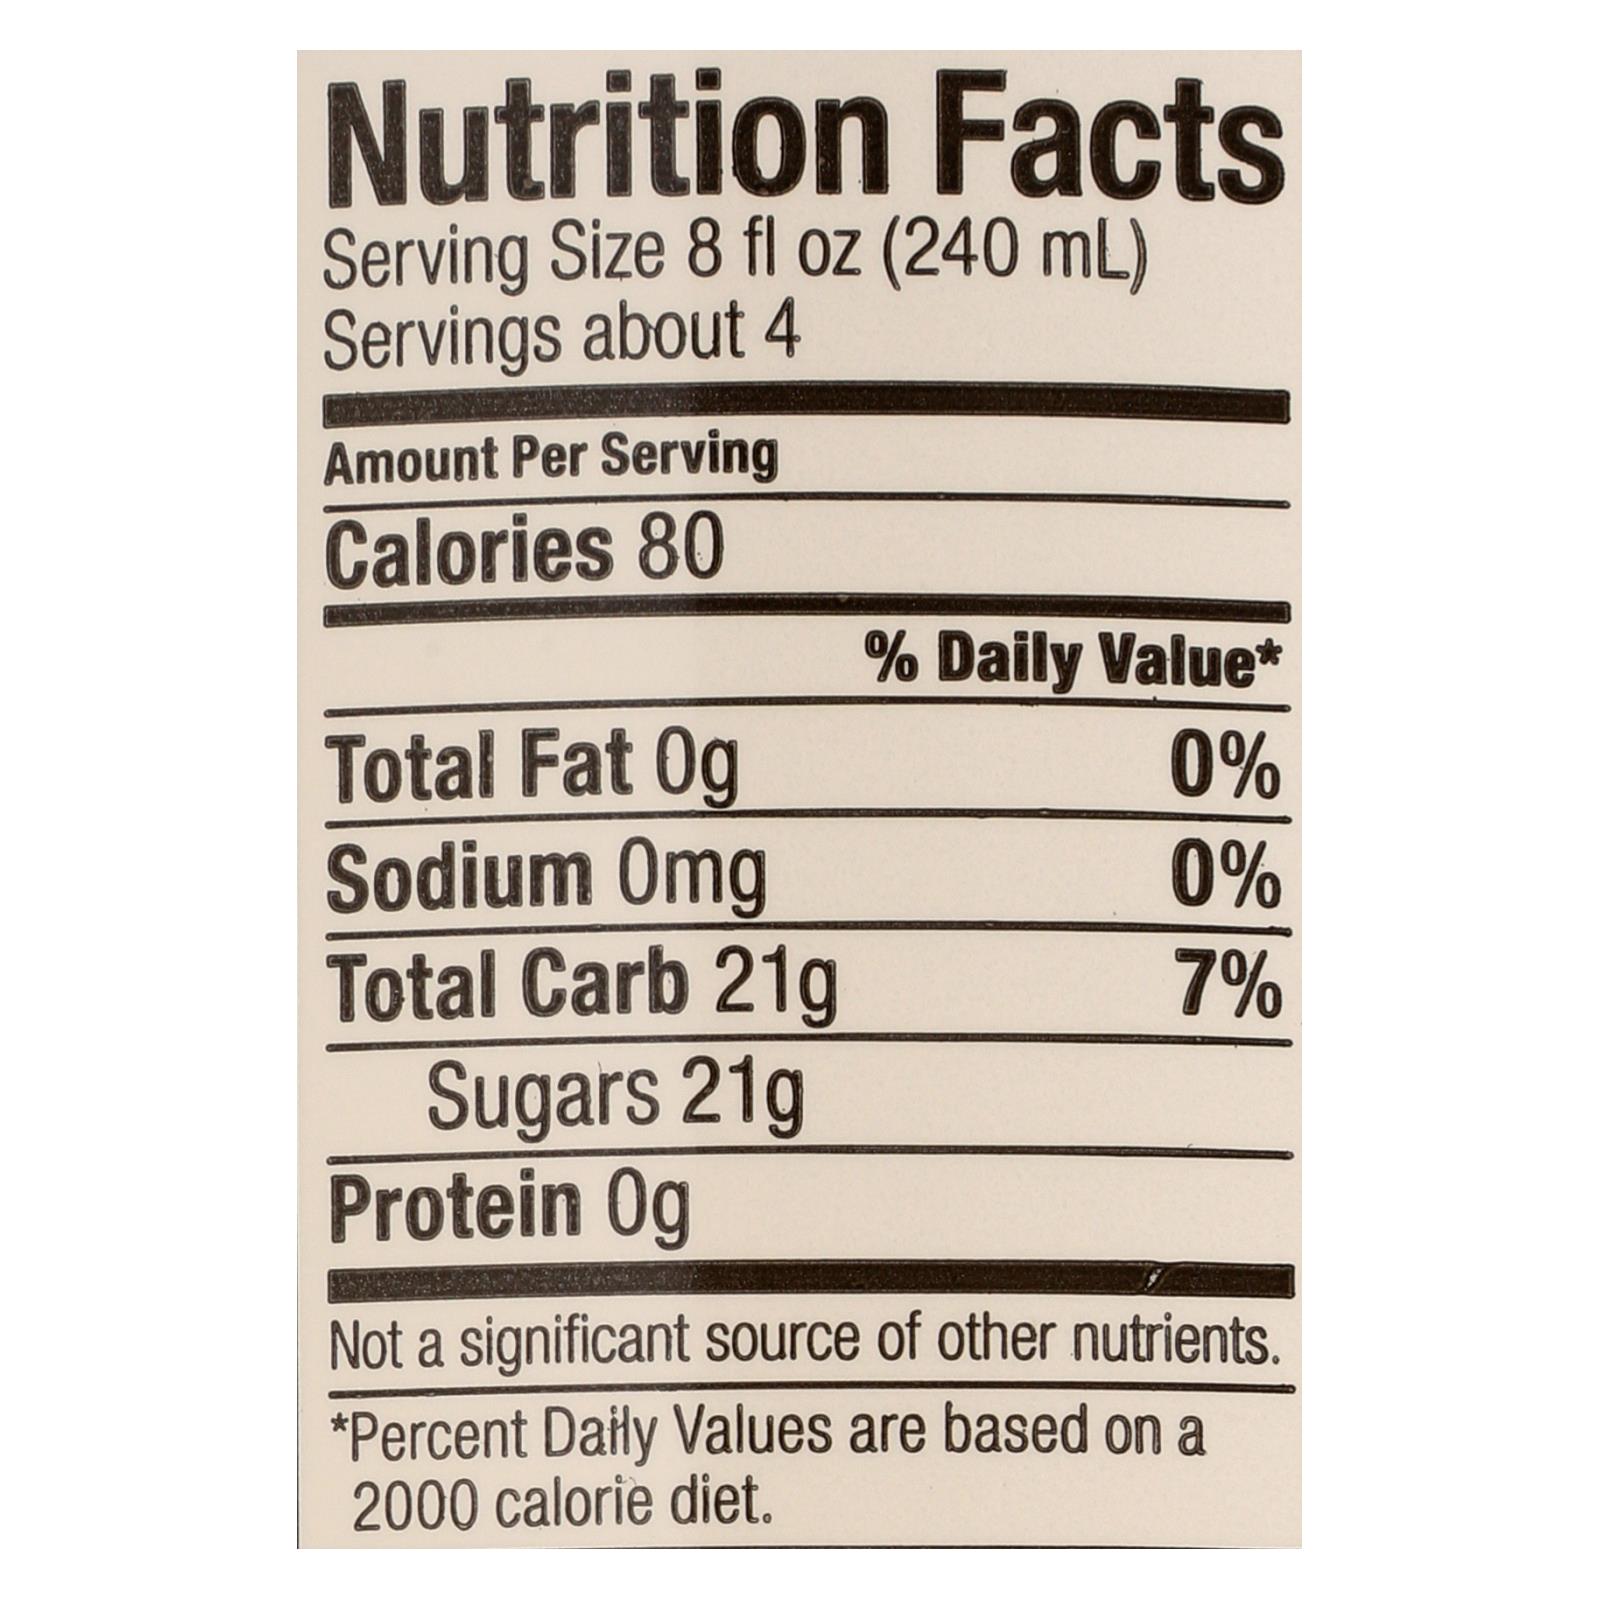 Nutrition Facts
Serving Size 8 fl oz (240 mL)
Servings about 4
Amount Per Serving
Calories 80
% Daily Value*
Total Fat 0g 0%
Sodium 0mg 0%
Total Carb 21g 7%
Sugars 21g
Protein 0g
Not a significant source of other nutrients.
*Percent Daily Values are based on a
2000 calorie diet.